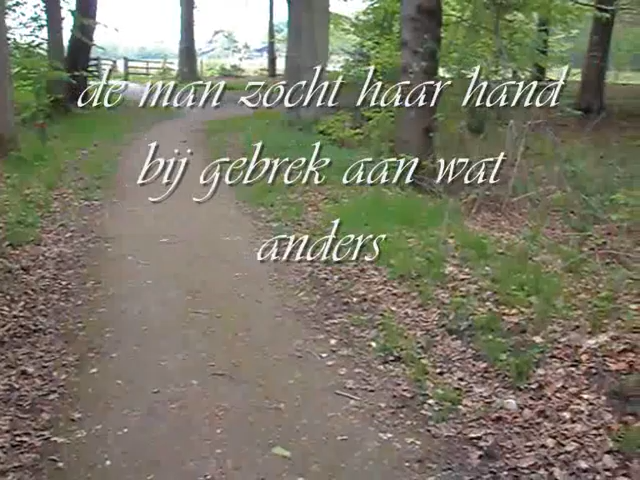 de man zocht haar hand
bij gebrek aan wat
anders